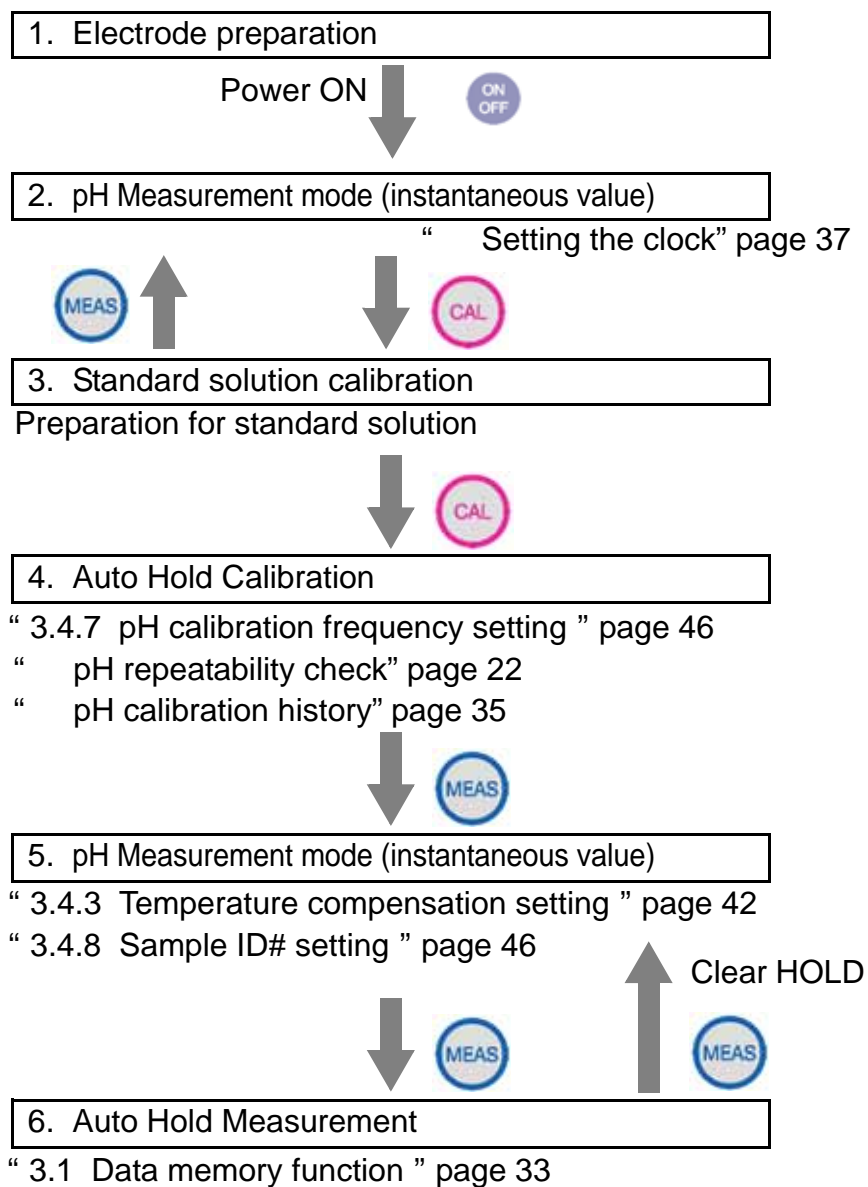 1. Electrode preparation
Power ON
ON
OFF
2. pH Measurement mode (instantaneous value)
“ Setting the clock” page 37
MEAS
CAL
3. Standard solution calibration
Preparation for standard solution
CAL
4. Auto Hold Calibration
“ 3.4.7 pH calibration frequency setting ” page 46
“ pH repeatability check” page 22
“ pH calibration history” page 35
MEAS
5. pH Measurement mode (instantaneous value)
“ 3.4.3 Temperature compensation setting ” page 42
“ 3.4.8 Sample ID# setting ” page 46
Clear HOLD
MEAS
MEAS
6. Auto Hold Measurement
“ 3.1 Data memory function ” page 33